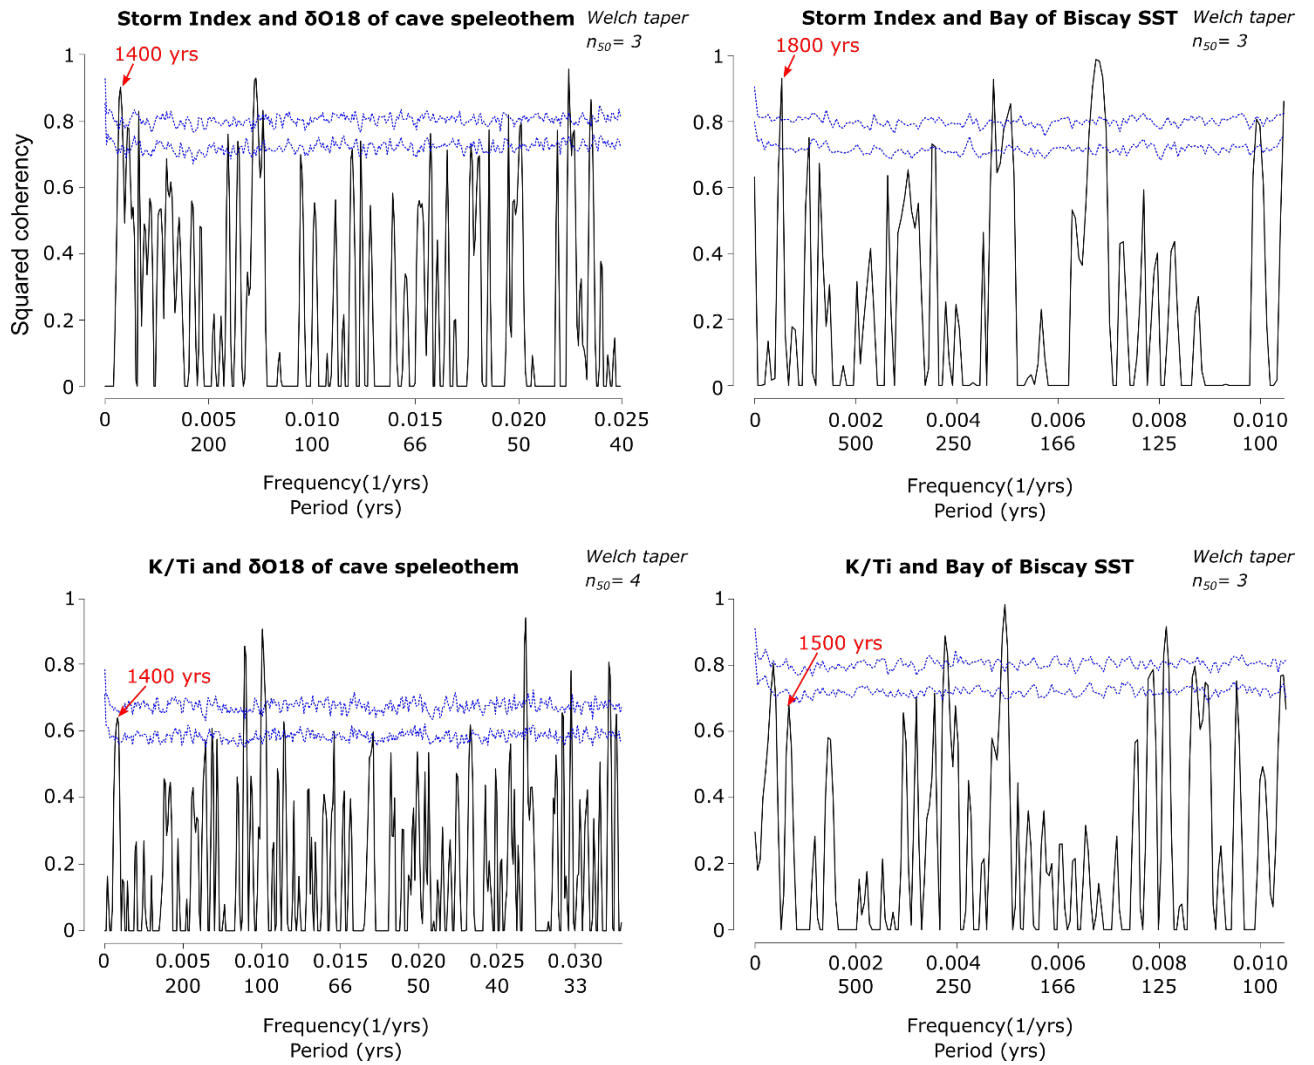 Storm Index and δO18 of cave speleothem
Welch taper
n50= 3
1400 yrs
1
0.8
0.6
0.4
0.2
0
Squared coherency
0 0.005 0.010 0.015 0.020 0.025
200 100 66 50 40
Frequency(1/yrs)
Period (yrs)
Storm Index and Bay of Biscay SST
Welch taper
n50= 3
1800 yrs
1
0.8
0.6
0.4
0.2
0
0 0.002 0.004 0.006 0.008 0.010
500 250 166 125 100
Frequency(1/yrs)
Period (yrs)
K/Ti and δO18 of cave speleothem
Welch taper
n50= 4
1400 yrs
1
0.8
0.6
0.4
0.2
0
0 0.005 0.010 0.015 0.020 0.025 0.030
200 100 66 50 40 33
Frequency(1/yrs)
Period (yrs)
K/Ti and Bay of Biscay SST
Welch taper
n50= 3
1500 yrs
1
0.8
0.6
0.4
0.2
0
0 0.002 0.004 0.006 0.008 0.010
500 250 166 125 100
Frequency(1/yrs)
Period (yrs)